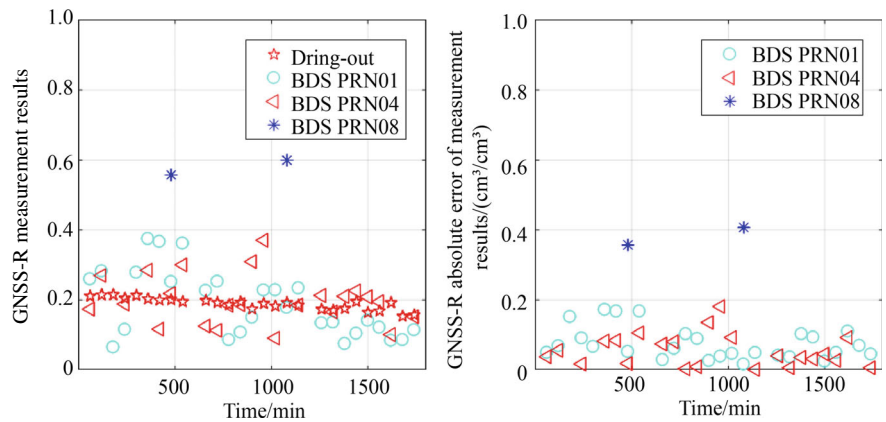 GNSS-R measurement results
1.0
0.8
0.6
0.4
0.2
0
500
1000
1500
Time/min
Dring-out
BDS PRN01
BDS PRN04
BDS PRN08
GNSS-R absolute error of measurement
results/(cm³/cm³)
1.0
0.8
0.6
0.4
0.2
0
500
1000
1500
Time/min
BDS PRN01
BDS PRN04
BDS PRN08